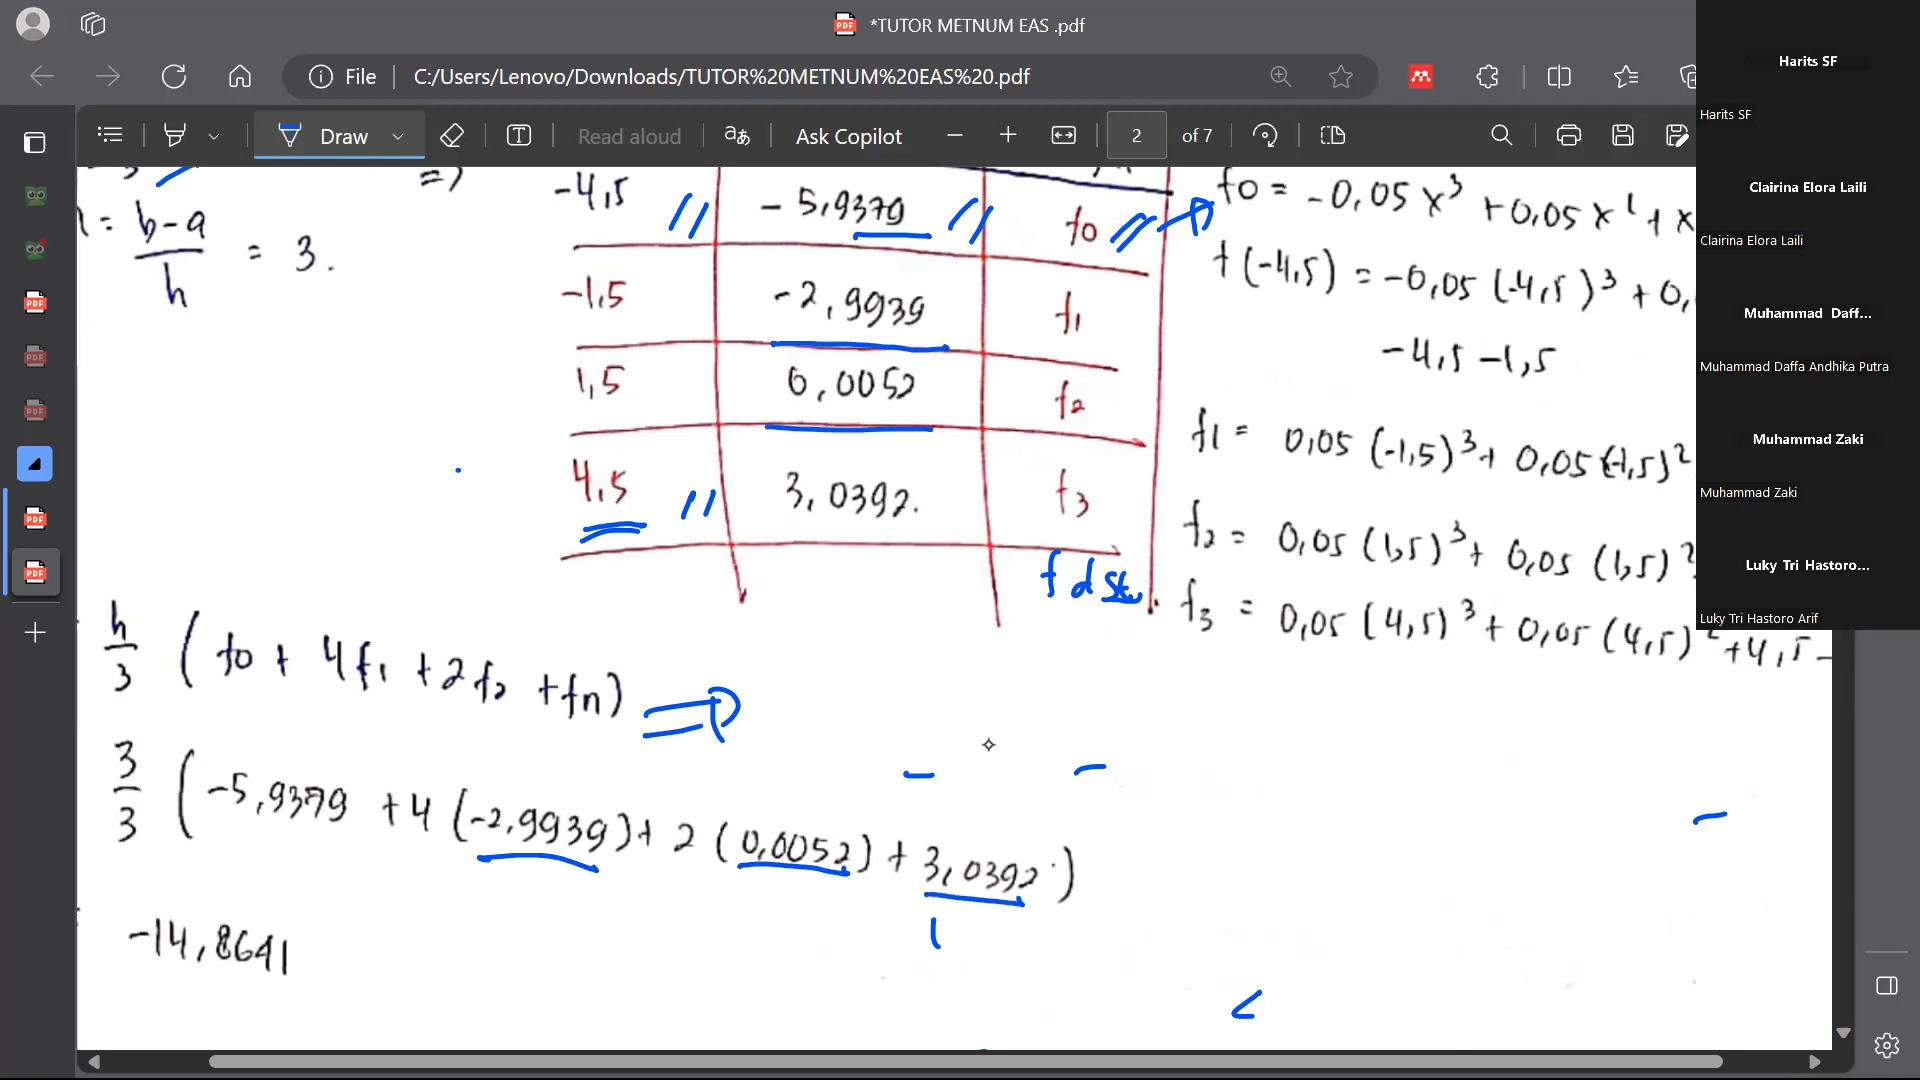 *TUTOR METNUM EAS .pdf
File C:/Users/Lenovo/Downloads/TUTOR%20METNUM%20EAS%20.pdf
Draw Read aloud aあ Ask Copilot 2 of 7
Harits SF
Harits SF
Clairina Elora Laili
Clairina Elora Laili
Muhammad Daff...
Muhammad Daffa Andhika Putra
Muhammad Zaki
Muhammad Zaki
Luky Tri Hastoro...
Luky Tri Hastoro Arif
b-a / h = 3.
=>
-4,5 -5,9379 f0
-1,5 -2,9939 f1
1,5 0,0052 f2
4,5 3,0392. f3
f0 = -0,05 x³ + 0,05 x² + x
f(-4,5) = -0,05 (-4,5)³ + 0,
-4,5 -1,5
f1 = 0,05 (-1,5)³ + 0,05 (-1,5)²
f2 = 0,05 (1,5)³ + 0,05 (1,5)²
f3 = 0,05 (4,5)³ + 0,05 (4,5)² + 4,5 -
h/3 (f0 + 4f1 + 2f2 + fn)
3/3 (-5,9379 + 4 (-2,9939) + 2 (0,0052) + 3,0392)
-14,8641